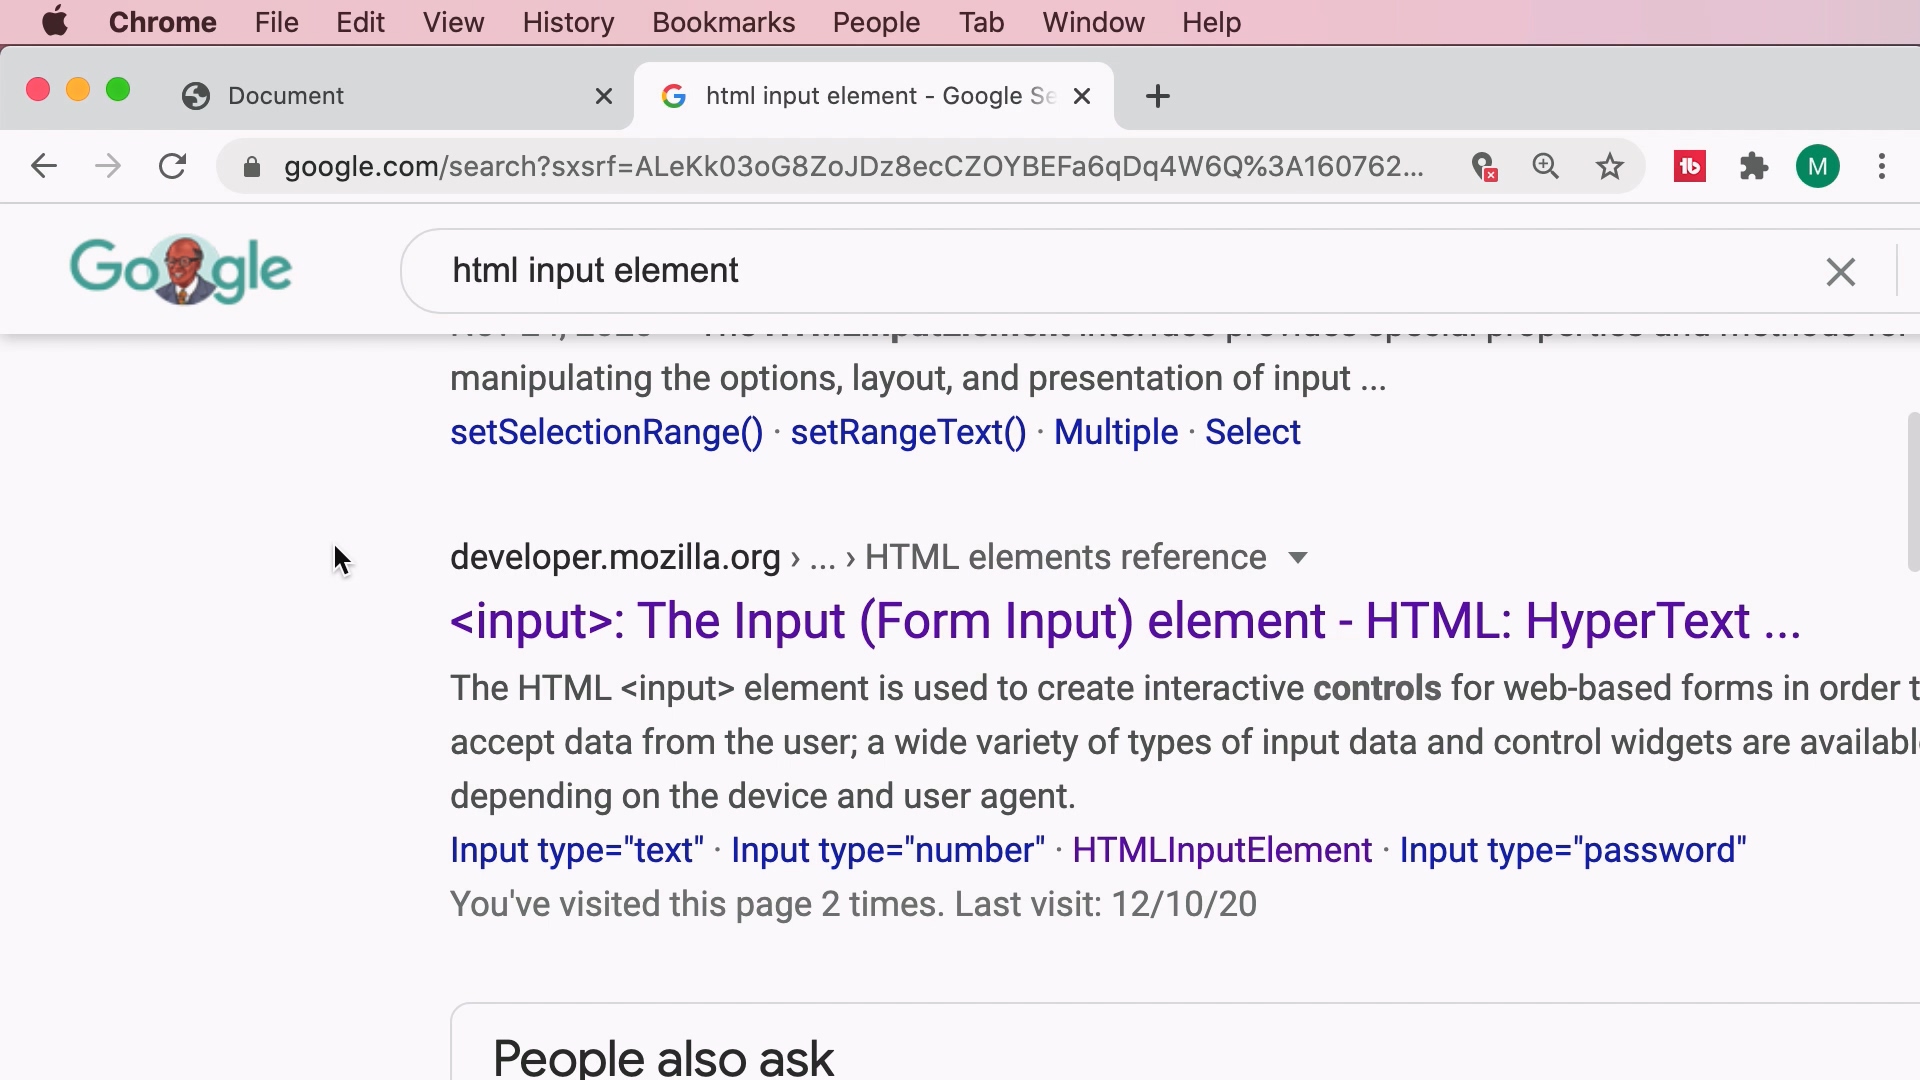 Chrome File Edit View History Bookmarks People Tab Window Help
Document
html input element - Google Se
google.com/search?sxsrf=ALeKk03oG8ZoJDz8ecCZOYBEFa6qDq4W6Q%3A160762...
M
Google
html input element
manipulating the options, layout, and presentation of input ...
setSelectionRange() · setRangeText() · Multiple · Select
developer.mozilla.org › ... › HTML elements reference
<input>: The Input (Form Input) element - HTML: HyperText ...
The HTML <input> element is used to create interactive controls for web-based forms in order t
accept data from the user; a wide variety of types of input data and control widgets are availabl
depending on the device and user agent.
Input type="text" · Input type="number" · HTMLInputElement · Input type="password"
You've visited this page 2 times. Last visit: 12/10/20
People also ask